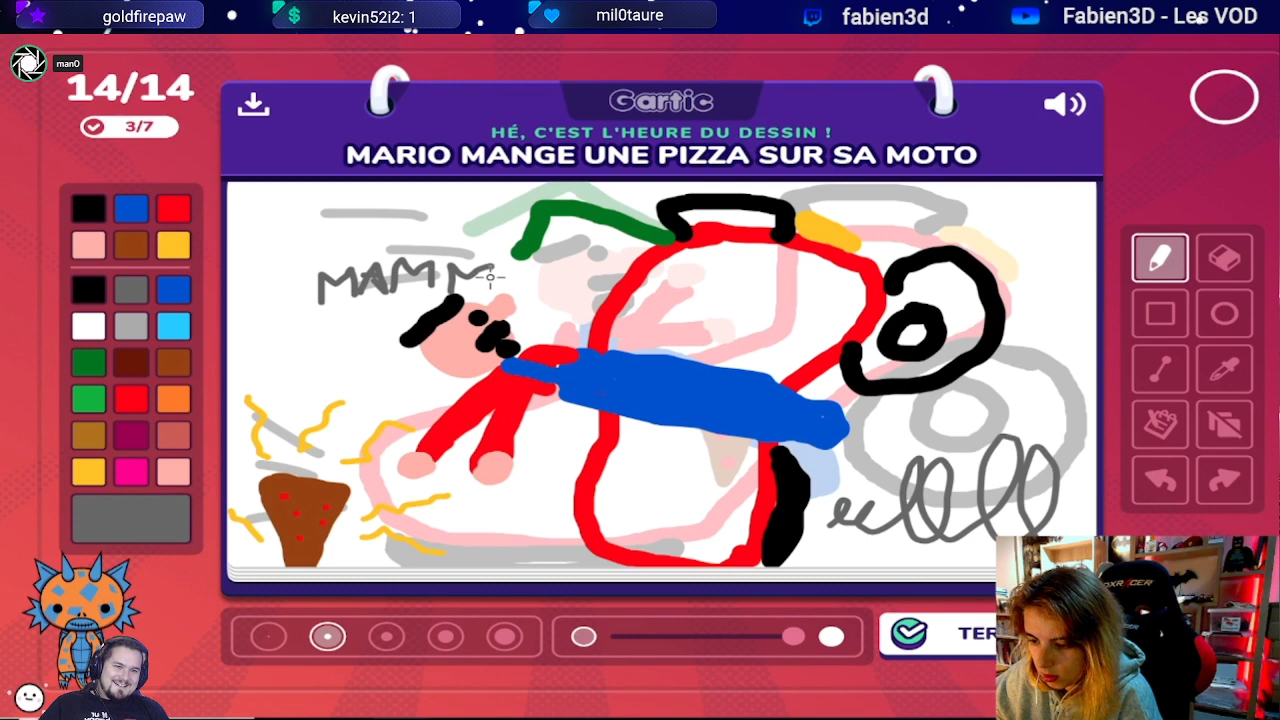 goldfirepaw
kevin52i2: 1
mil0taure
fabien3d
Fabien3D - Les VOD
man0
14/14
3/7
Gartic
HÉ, C'EST L'HEURE DU DESSIN !
MARIO MANGE UNE PIZZA SUR SA MOTO
MAMM
TER